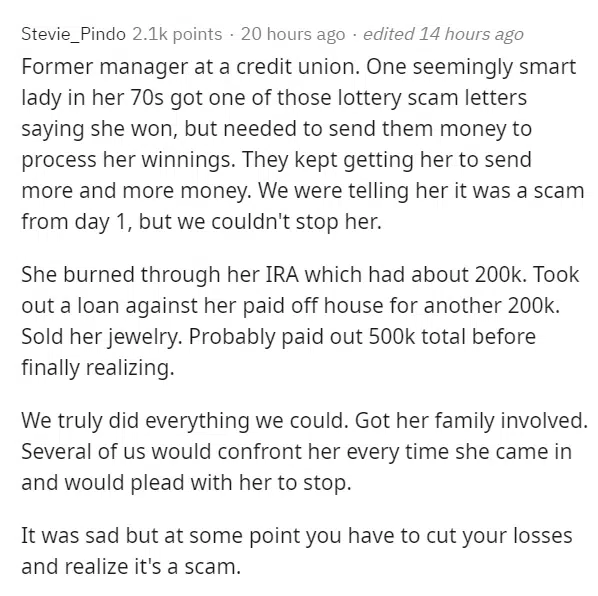 Stevie_Pindo 2.1k points · 20 hours ago · edited 14 hours ago
Former manager at a credit union. One seemingly smart
lady in her 70s got one of those lottery scam letters
saying she won, but needed to send them money to
process her winnings. They kept getting her to send
more and more money. We were telling her it was a scam
from day 1, but we couldn't stop her.
She burned through her IRA which had about 200k. Took
out a loan against her paid off house for another 200k.
Sold her jewelry. Probably paid out 500k total before
finally realizing.
We truly did everything we could. Got her family involved.
Several of us would confront her every time she came in
and would plead with her to stop.
It was sad but at some point you have to cut your losses
and realize it's a scam.